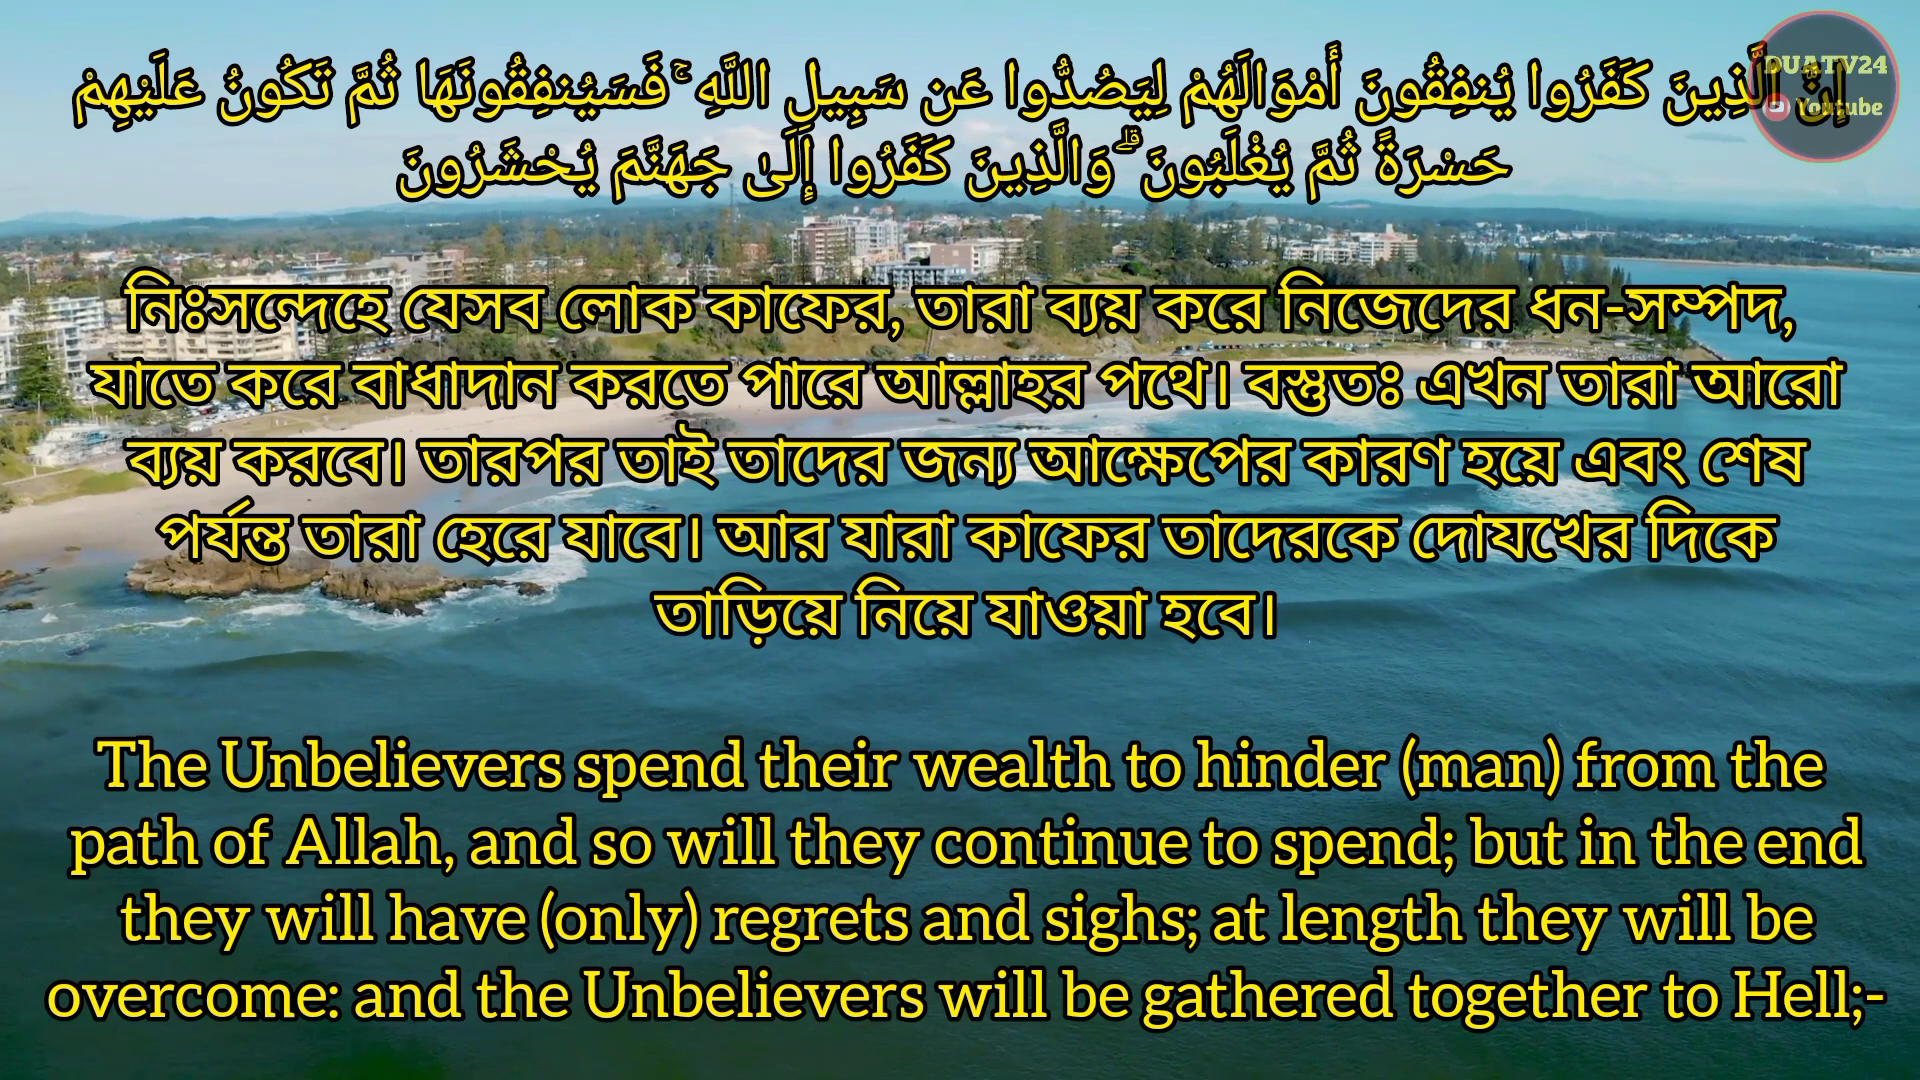 إِنَّ الَّذِينَ كَفَرُوا يُنفِقُونَ أَمْوَالَهُمْ لِيَصُدُّوا عَن سَبِيلِ اللَّهِ ۚ فَسَيُنفِقُونَهَا ثُمَّ تَكُونُ عَلَيْهِمْ
حَسْرَةً ثُمَّ يُغْلَبُونَ ۗ وَالَّذِينَ كَفَرُوا إِلَىٰ جَهَنَّمَ يُحْشَرُونَ
DUATV24
Youtube
নিঃসন্দেহে যেসব লোক কাফের, তারা ব্যয় করে নিজেদের ধন-সম্পদ,
যাতে করে বাধাদান করতে পারে আল্লাহর পথে। বস্তুতঃ এখন তারা আরো
ব্যয় করবে। তারপর তাই তাদের জন্য আক্ষেপের কারণ হয়ে এবং শেষ
পর্যন্ত তারা হেরে যাবে। আর যারা কাফের তাদেরকে দোযখের দিকে
তাড়িয়ে নিয়ে যাওয়া হবে।
The Unbelievers spend their wealth to hinder (man) from the
path of Allah, and so will they continue to spend; but in the end
they will have (only) regrets and sighs; at length they will be
overcome: and the Unbelievers will be gathered together to Hell;-